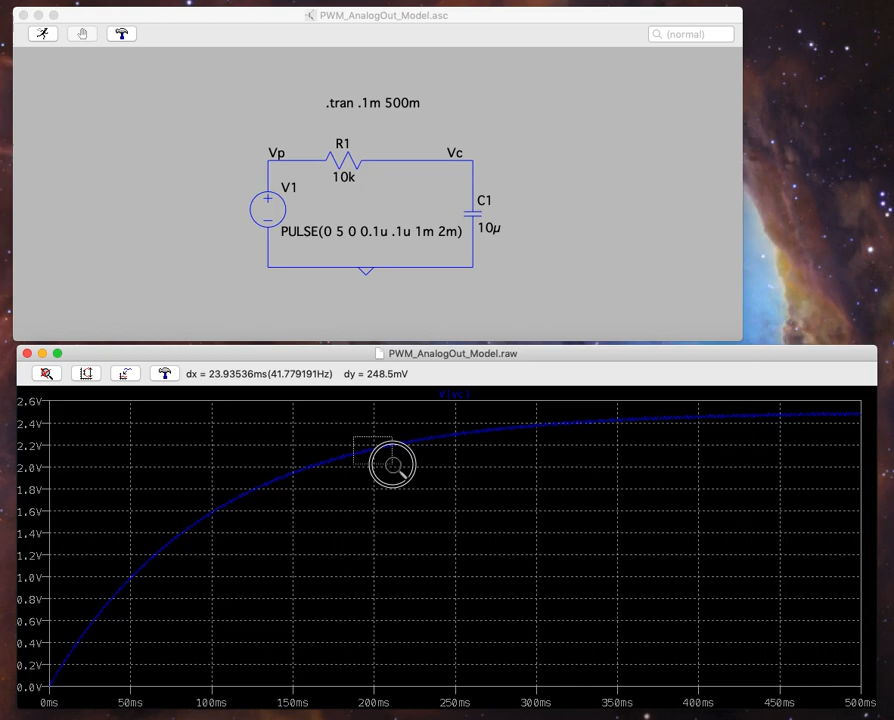 PWM_AnalogOut_Model.asc
(normal)
.tran .1m 500m
R1
Vp
Vc
10k
V1
C1
10µ
PULSE(0 5 0 0.1u .1u 1m 2m)
PWM_AnalogOut_Model.raw
dx = 23.93536ms(41.779191Hz) dy = 248.5mV
V(vc)
2.6V
2.4V
2.2V
2.0V
1.8V
1.6V
1.4V
1.2V
1.0V
0.8V
0.6V
0.4V
0.2V
0.0V
0ms 50ms 100ms 150ms 200ms 250ms 300ms 350ms 400ms 450ms 500ms